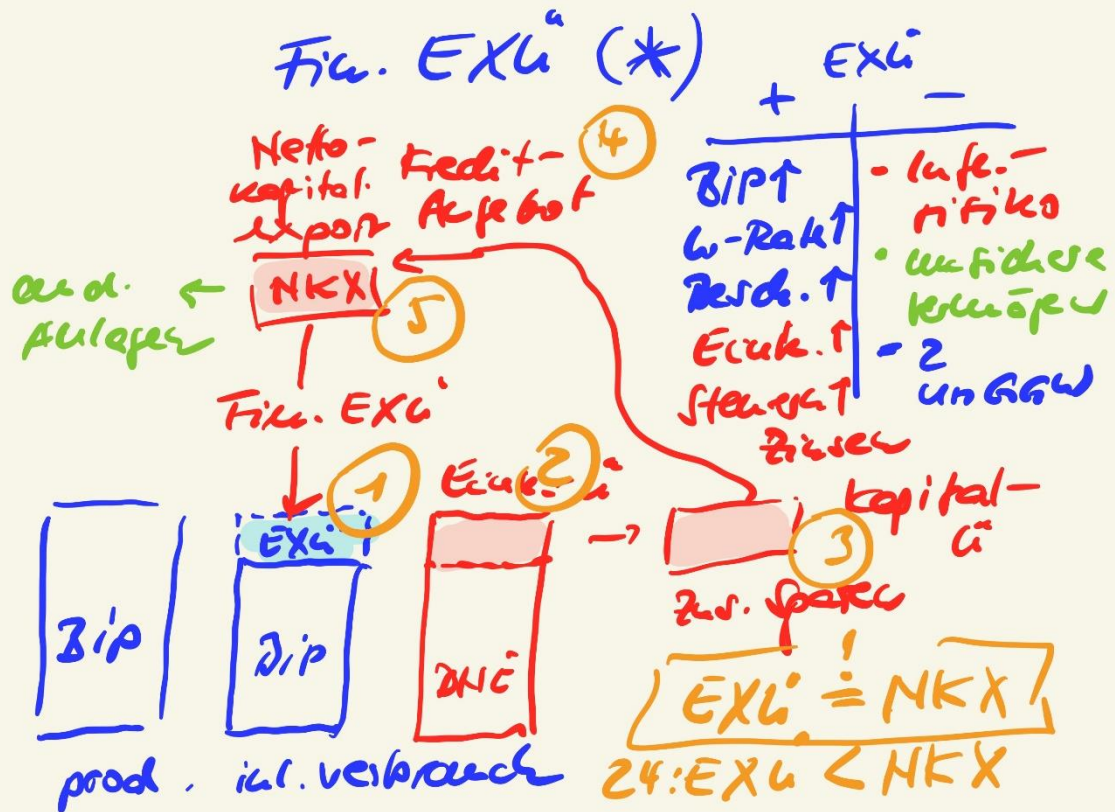 Fin. EXÜ (*)
EXÜ
+ -
Netto-
kapital.
export
Kredit-
Angebot
4
NKX
5
and.
Anlagen
←
Fin. EXÜ
BiP↑
W-Rate↑
Besch.↑
Eink.↑
Steuern↑
Zinsen
- Infl.-
risiko
• unsichere
Vermögen
- 2
unGGW
1
EXÜ
BiP
BiP
Eink.-Ü
2
DNE
→
3
Kapital-
Ü
Zus. Sparen
EXÜ != NKX
24: EXÜ < NKX
prod. inl. verbrauch